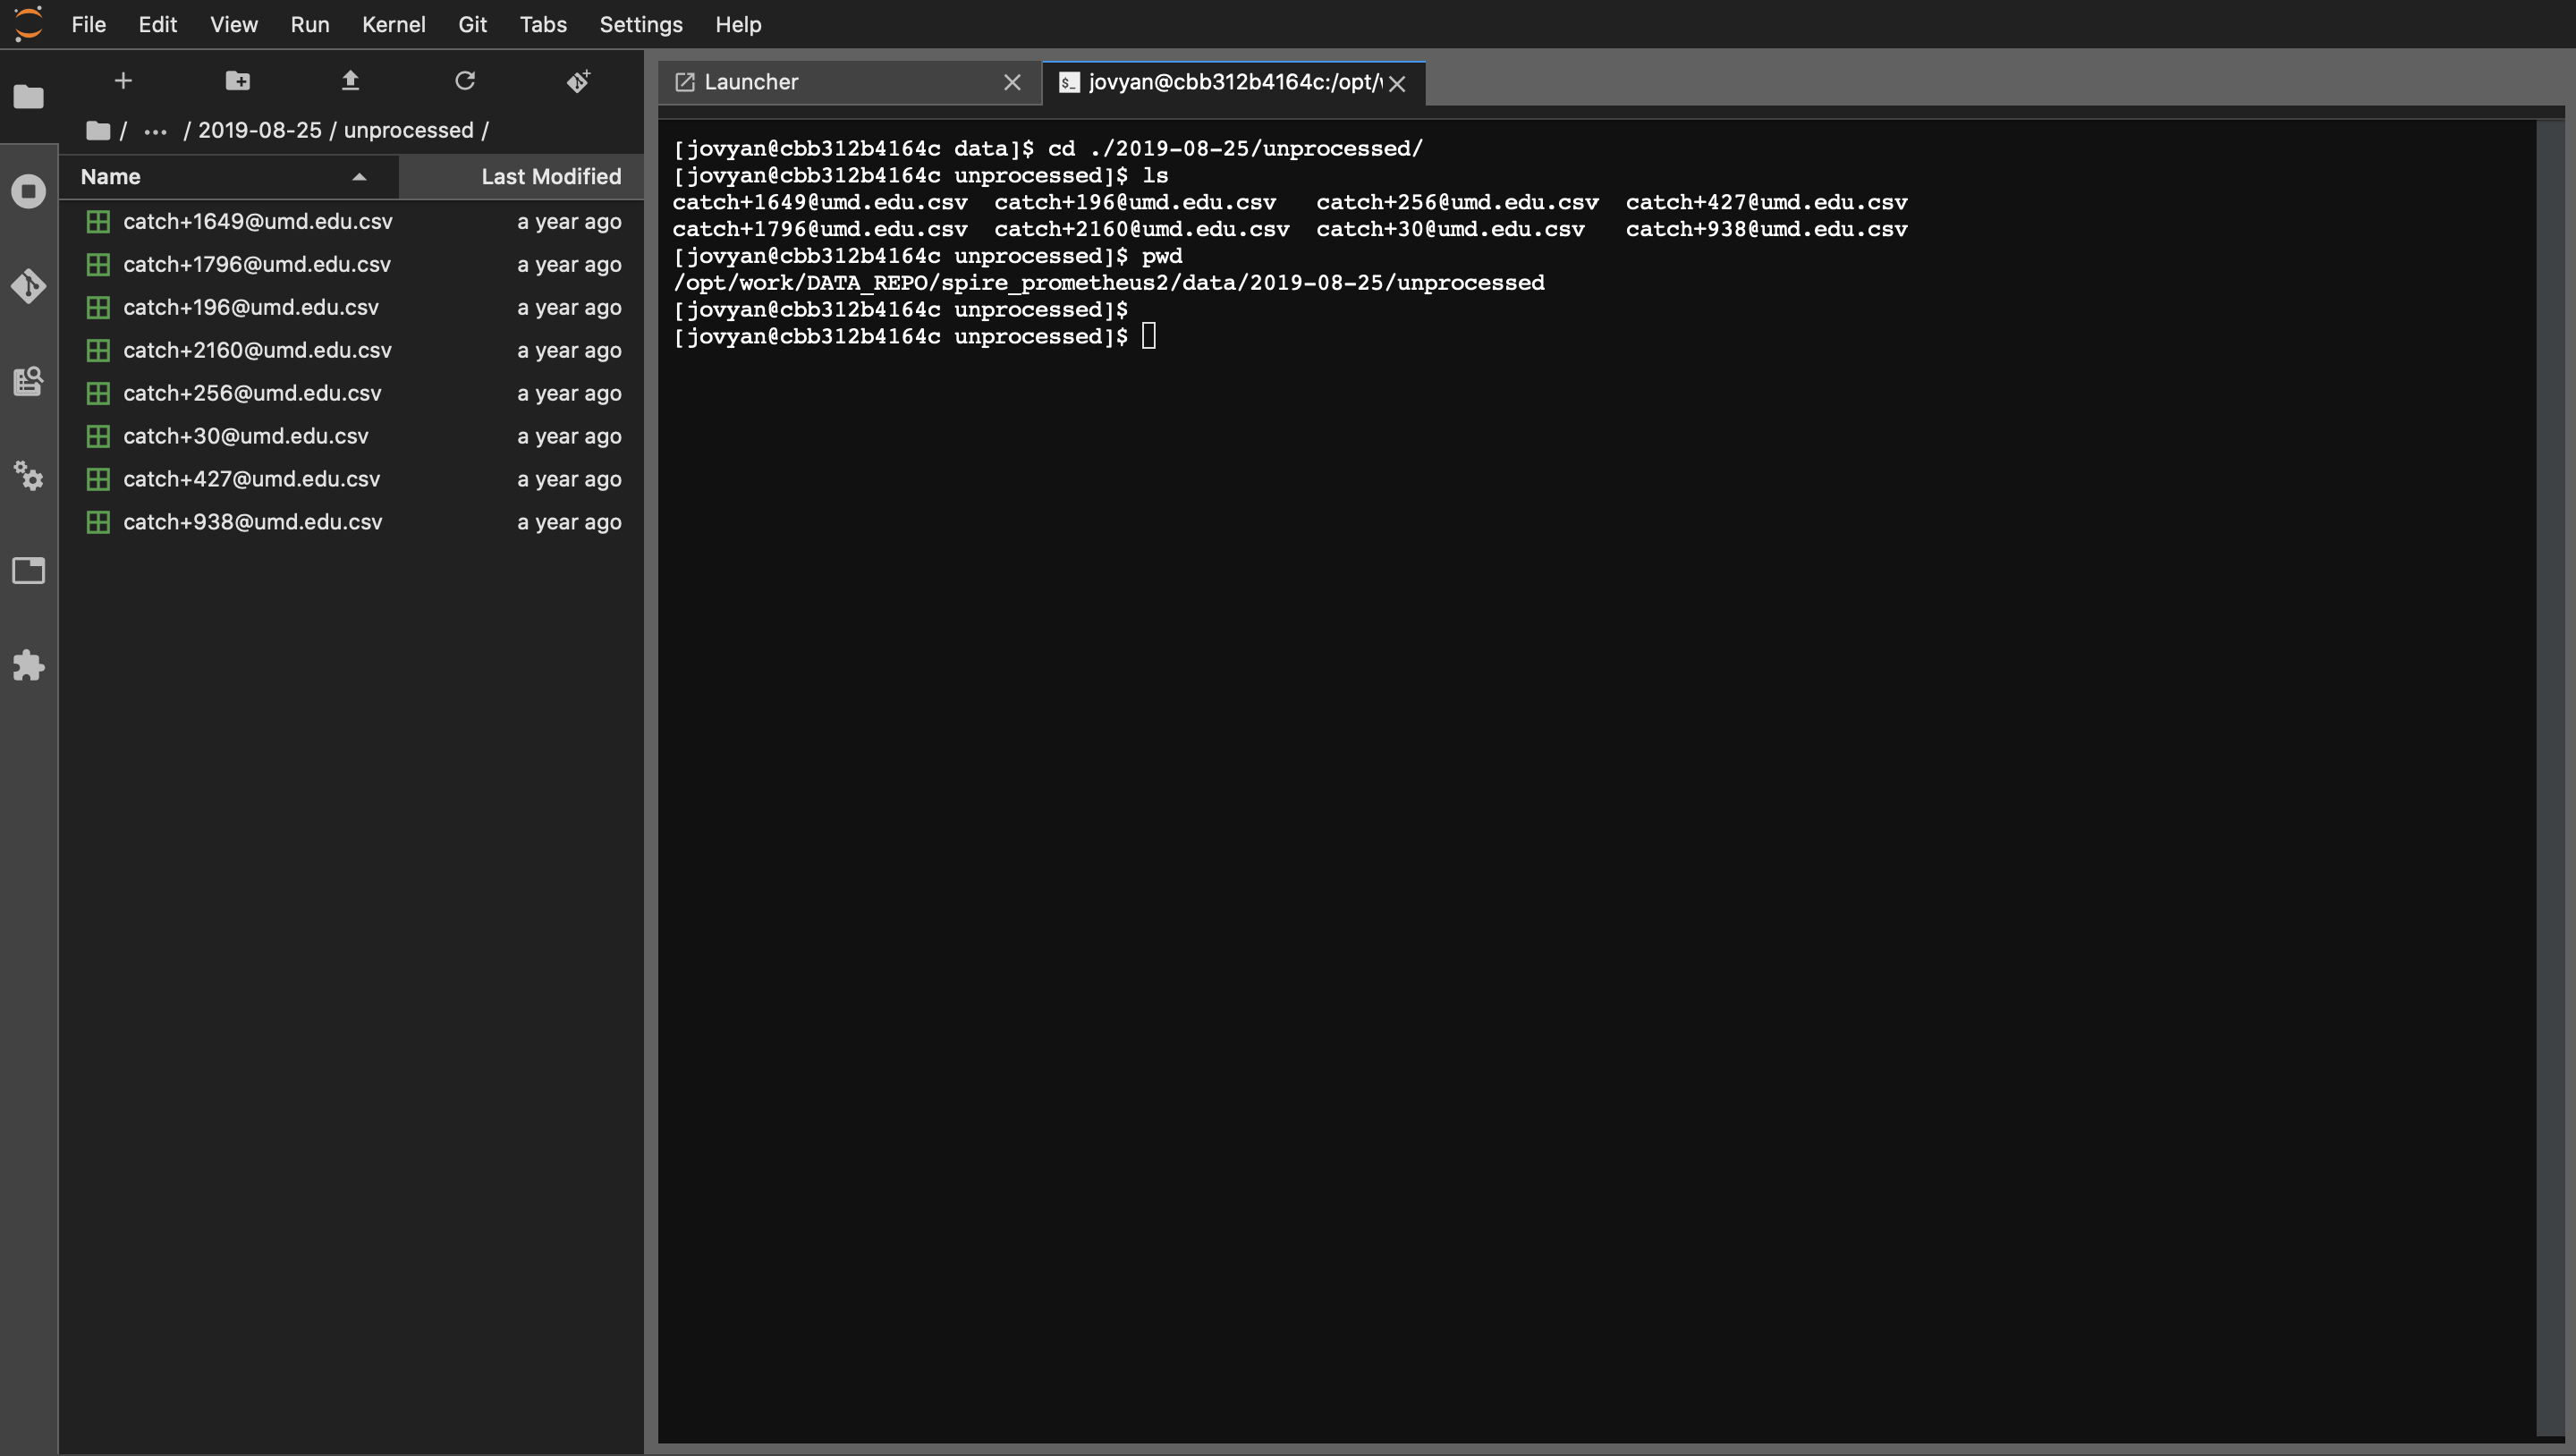 File Edit View Run Kernel Git Tabs Settings Help
/ ... / 2019-08-25 / unprocessed /
Name Last Modified
catch+1649@umd.edu.csv a year ago
catch+1796@umd.edu.csv a year ago
catch+196@umd.edu.csv a year ago
catch+2160@umd.edu.csv a year ago
catch+256@umd.edu.csv a year ago
catch+30@umd.edu.csv a year ago
catch+427@umd.edu.csv a year ago
catch+938@umd.edu.csv a year ago
Launcher jovyan@cbb312b4164c:/opt/
[jovyan@cbb312b4164c data]$ cd ./2019-08-25/unprocessed/
[jovyan@cbb312b4164c unprocessed]$ ls
catch+1649@umd.edu.csv catch+196@umd.edu.csv catch+256@umd.edu.csv catch+427@umd.edu.csv
catch+1796@umd.edu.csv catch+2160@umd.edu.csv catch+30@umd.edu.csv catch+938@umd.edu.csv
[jovyan@cbb312b4164c unprocessed]$ pwd
/opt/work/DATA_REPO/spire_prometheus2/data/2019-08-25/unprocessed
[jovyan@cbb312b4164c unprocessed]$
[jovyan@cbb312b4164c unprocessed]$